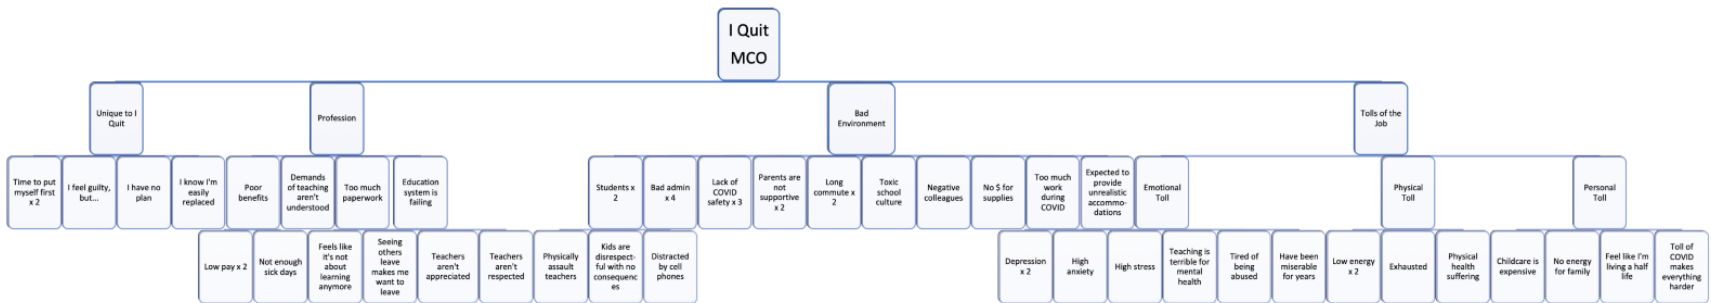 I Quit
MCO
Unique to I
Quit
Profession
Bad
Environment
Tolls of the
Job
Time to put
myself first
x 2
I feel guilty,
but...
I have no
plan
I know I'm
easily
replaced
Poor
benefits
Demands
of teaching
aren't
understood
Too much
paperwork
Education
system is
failing
Students x
2
Bad admin
x 4
Lack of
COVID
safety x 3
Parents are
not
supportive
x 2
Long
commute x
2
Toxic
school
culture
Negative
colleagues
No $ for
supplies
Too much
work
during
COVID
Expected to
provide
unrealistic
accommo-
dations
Emotional
Toll
Physical
Toll
Personal
Toll
Low pay x 2
Not enough
sick days
Feels like
it's not
about
learning
anymore
Seeing
others
leave
makes me
want to
leave
Teachers
aren't
appreciated
Teachers
aren't
respected
Physically
assault
teachers
Kids are
disrespect-
ful with no
consequenc
es
Distracted
by cell
phones
Depression
x 2
High
anxiety
High stress
Teaching is
terrible for
mental
health
Tired of
being
abused
Have been
miserable
for years
Low energy
x 2
Exhausted
Physical
health
suffering
Childcare is
expensive
No energy
for family
Feel like I'm
living a half
life
Toll of
COVID
makes
everything
harder